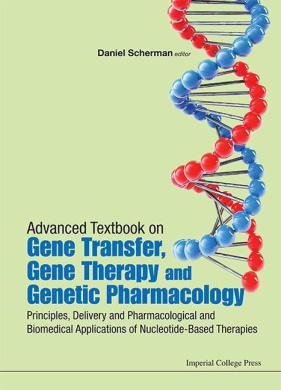 Daniel Scherman editor
Advanced Textbook on
Gene Transfer,
Gene Therapy and
Genetic Pharmacology
Principles, Delivery and Pharmacological and
Biomedical Applications of Nucleotide-Based Therapies
Imperial College Press